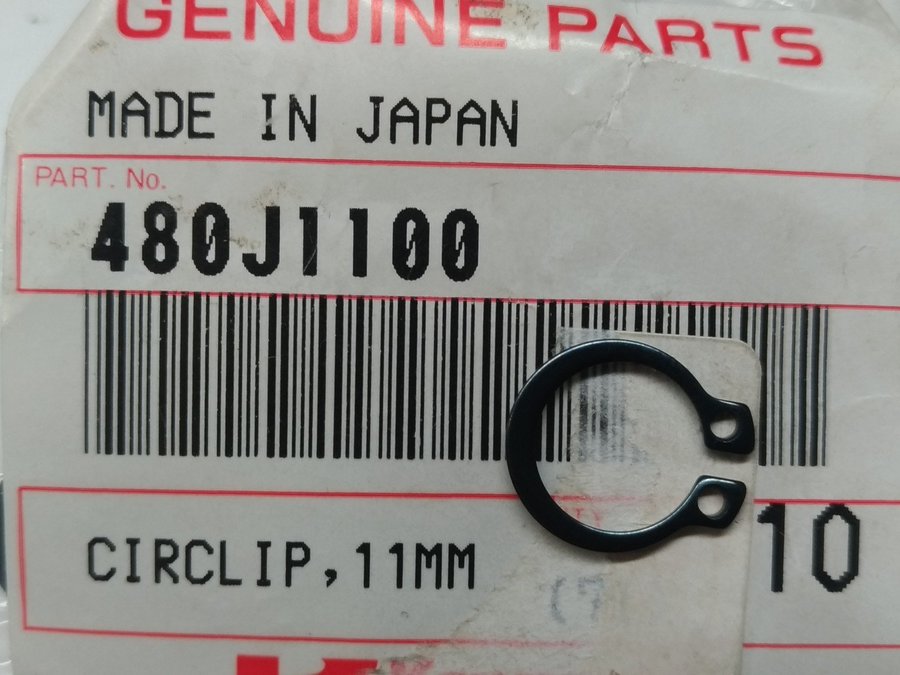 GENUINE PARTS
MADE IN JAPAN
PART. No.
480J1100
CIRCLIP,11MM
10